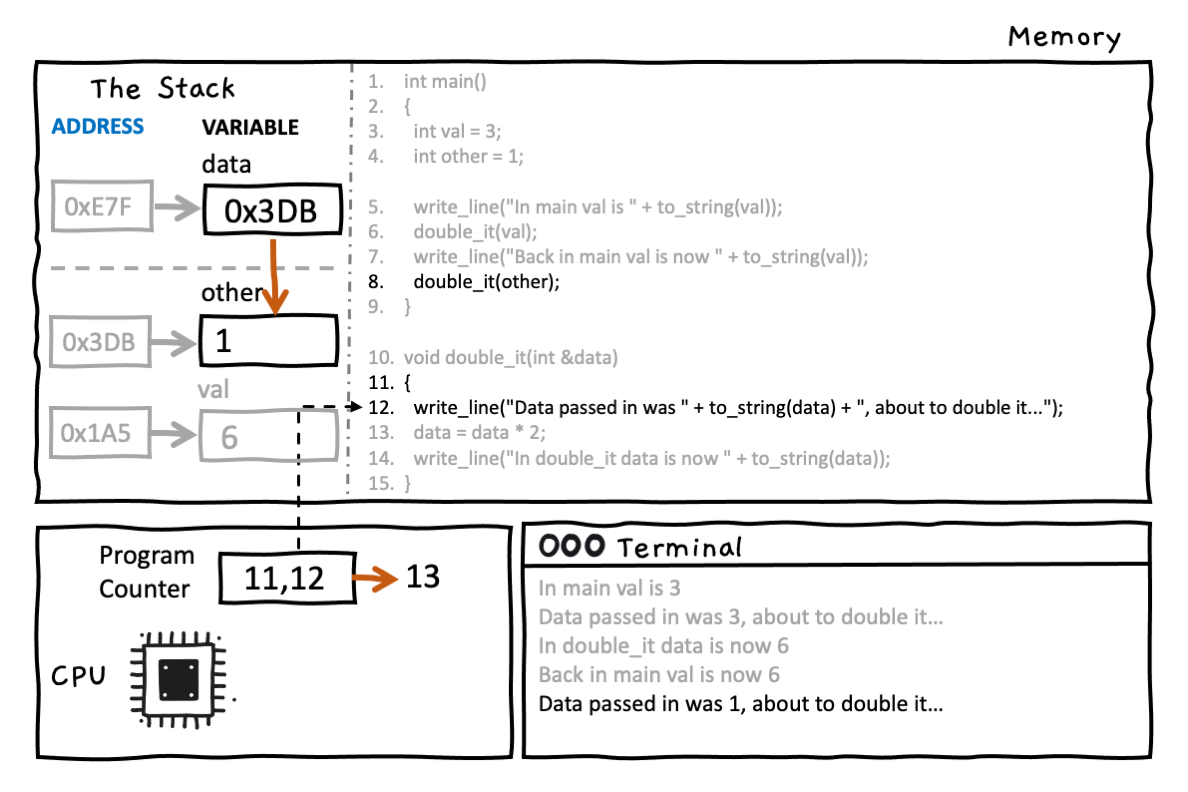 Memory
The Stack
ADDRESS VARIABLE
data
0xE7F 0x3DB
other
0x3DB 1
val
0x1A5 6
1. int main()
2. {
3. int val = 3;
4. int other = 1;
5. write_line("In main val is " + to_string(val));
6. double_it(val);
7. write_line("Back in main val is now " + to_string(val));
8. double_it(other);
9. }
10. void double_it(int &data)
11. {
12. write_line("Data passed in was " + to_string(data) + ", about to double it...");
13. data = data * 2;
14. write_line("In double_it data is now " + to_string(data));
15. }
Program
Counter
11,12 13
CPU
Terminal
In main val is 3
Data passed in was 3, about to double it...
In double_it data is now 6
Back in main val is now 6
Data passed in was 1, about to double it...